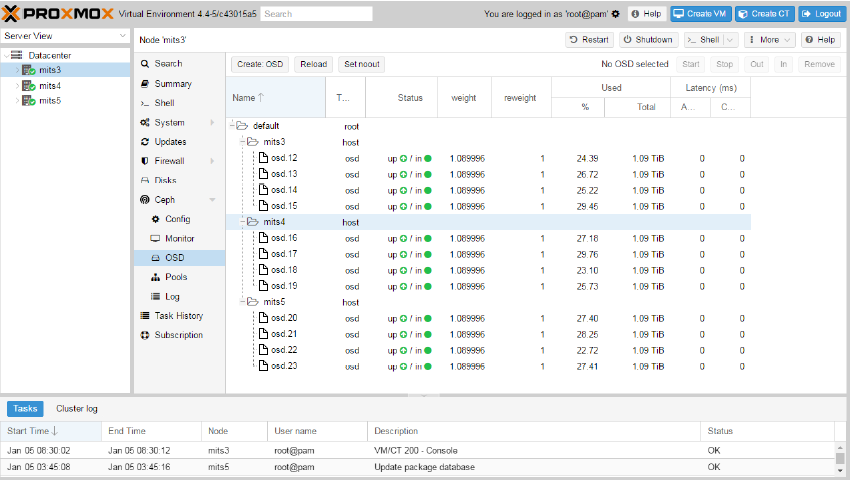 PROXMOX Virtual Environment 4.4-5/c43015a5 Search You are logged in as 'root@pam' Help Create VM Create CT Logout
Server View
Datacenter
mits3
mits4
mits5
Node 'mits3' Restart Shutdown >_ Shell More Help
Search
Summary
>_ Shell
System
Updates
Firewall
Disks
Ceph
Config
Monitor
OSD
Pools
Log
Task History
Subscription
Create: OSD Reload Set noout No OSD selected Start Stop Out In Remove
Name ↑ T... Status weight reweight Used Latency (ms)
% Total A... C...
default root
mits3 host
osd.12 osd up / in 1.089996 1 24.39 1.09 TiB 0 0
osd.13 osd up / in 1.089996 1 26.72 1.09 TiB 0 0
osd.14 osd up / in 1.089996 1 25.22 1.09 TiB 0 0
osd.15 osd up / in 1.089996 1 29.45 1.09 TiB 0 0
mits4 host
osd.16 osd up / in 1.089996 1 27.18 1.09 TiB 0 0
osd.17 osd up / in 1.089996 1 29.76 1.09 TiB 0 0
osd.18 osd up / in 1.089996 1 23.10 1.09 TiB 0 0
osd.19 osd up / in 1.089996 1 25.73 1.09 TiB 0 0
mits5 host
osd.20 osd up / in 1.089996 1 27.40 1.09 TiB 0 0
osd.21 osd up / in 1.089996 1 28.25 1.09 TiB 0 0
osd.22 osd up / in 1.089996 1 22.72 1.09 TiB 0 0
osd.23 osd up / in 1.089996 1 27.41 1.09 TiB 0 0
Tasks Cluster log
Start Time ↓ End Time Node User name Description Status
Jan 05 08:30:02 Jan 05 08:30:12 mits3 root@pam VM/CT 200 - Console OK
Jan 05 03:45:08 Jan 05 03:45:16 mits5 root@pam Update package database OK